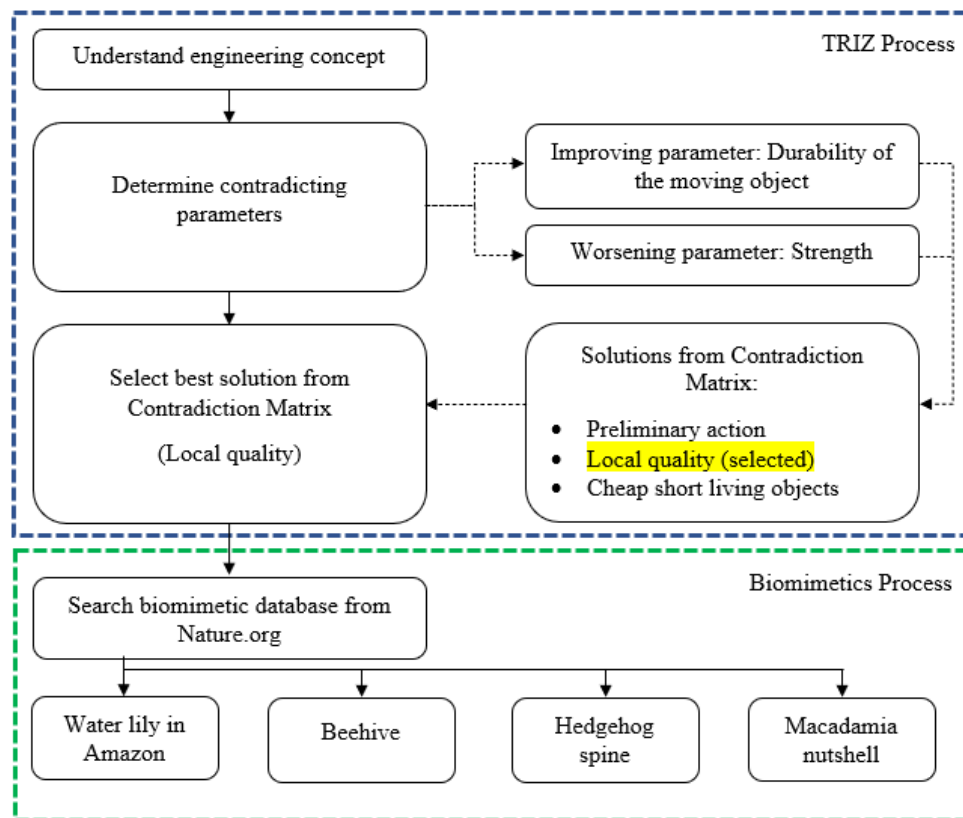 TRIZ Process
Understand engineering concept
Determine contradicting
parameters
Improving parameter: Durability of
the moving object
Worsening parameter: Strength
Select best solution from
Contradiction Matrix
(Local quality)
Solutions from Contradiction
Matrix:
• Preliminary action
• Local quality (selected)
• Cheap short living objects
Biomimetics Process
Search biomimetic database from
Nature.org
Water lily in
Amazon
Beehive
Hedgehog
spine
Macadamia
nutshell